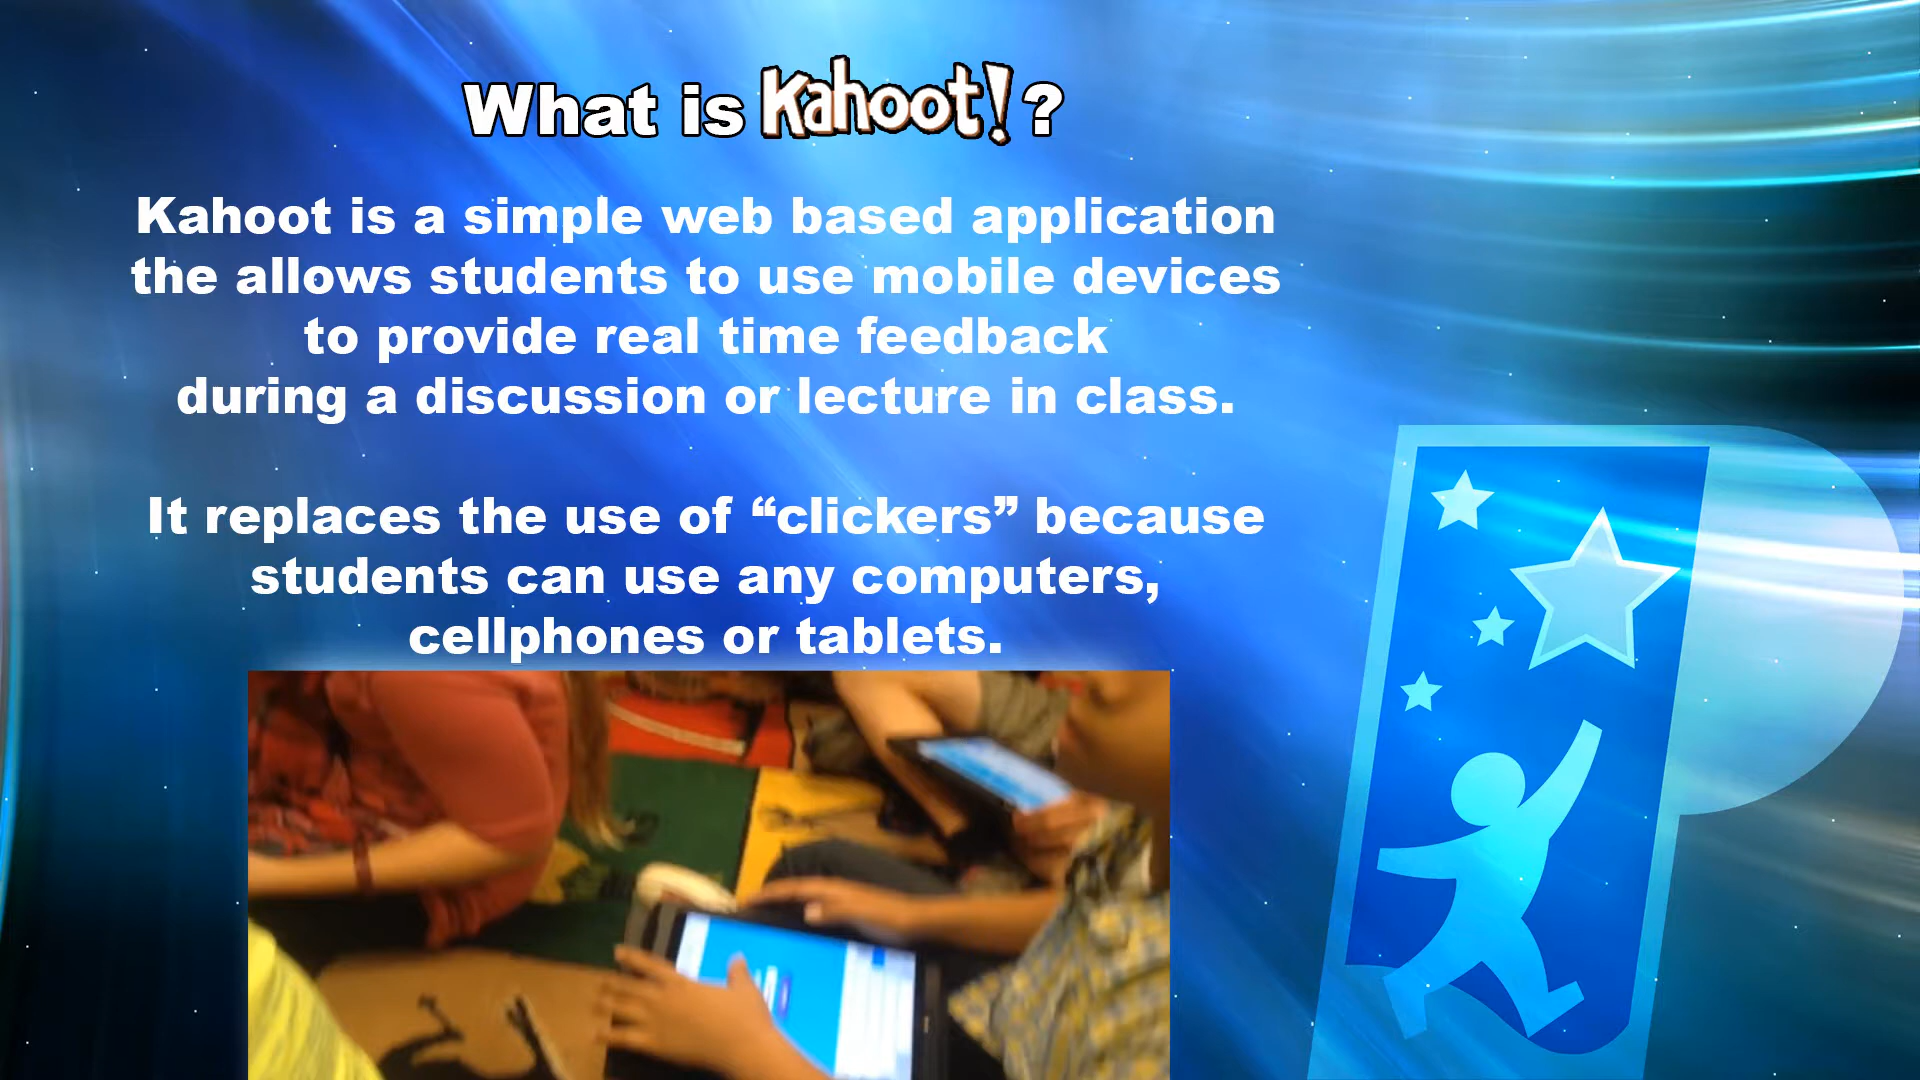 What is Kahoot! ?
Kahoot is a simple web based application
the allows students to use mobile devices
to provide real time feedback
during a discussion or lecture in class.
It replaces the use of “clickers” because
students can use any computers,
cellphones or tablets.